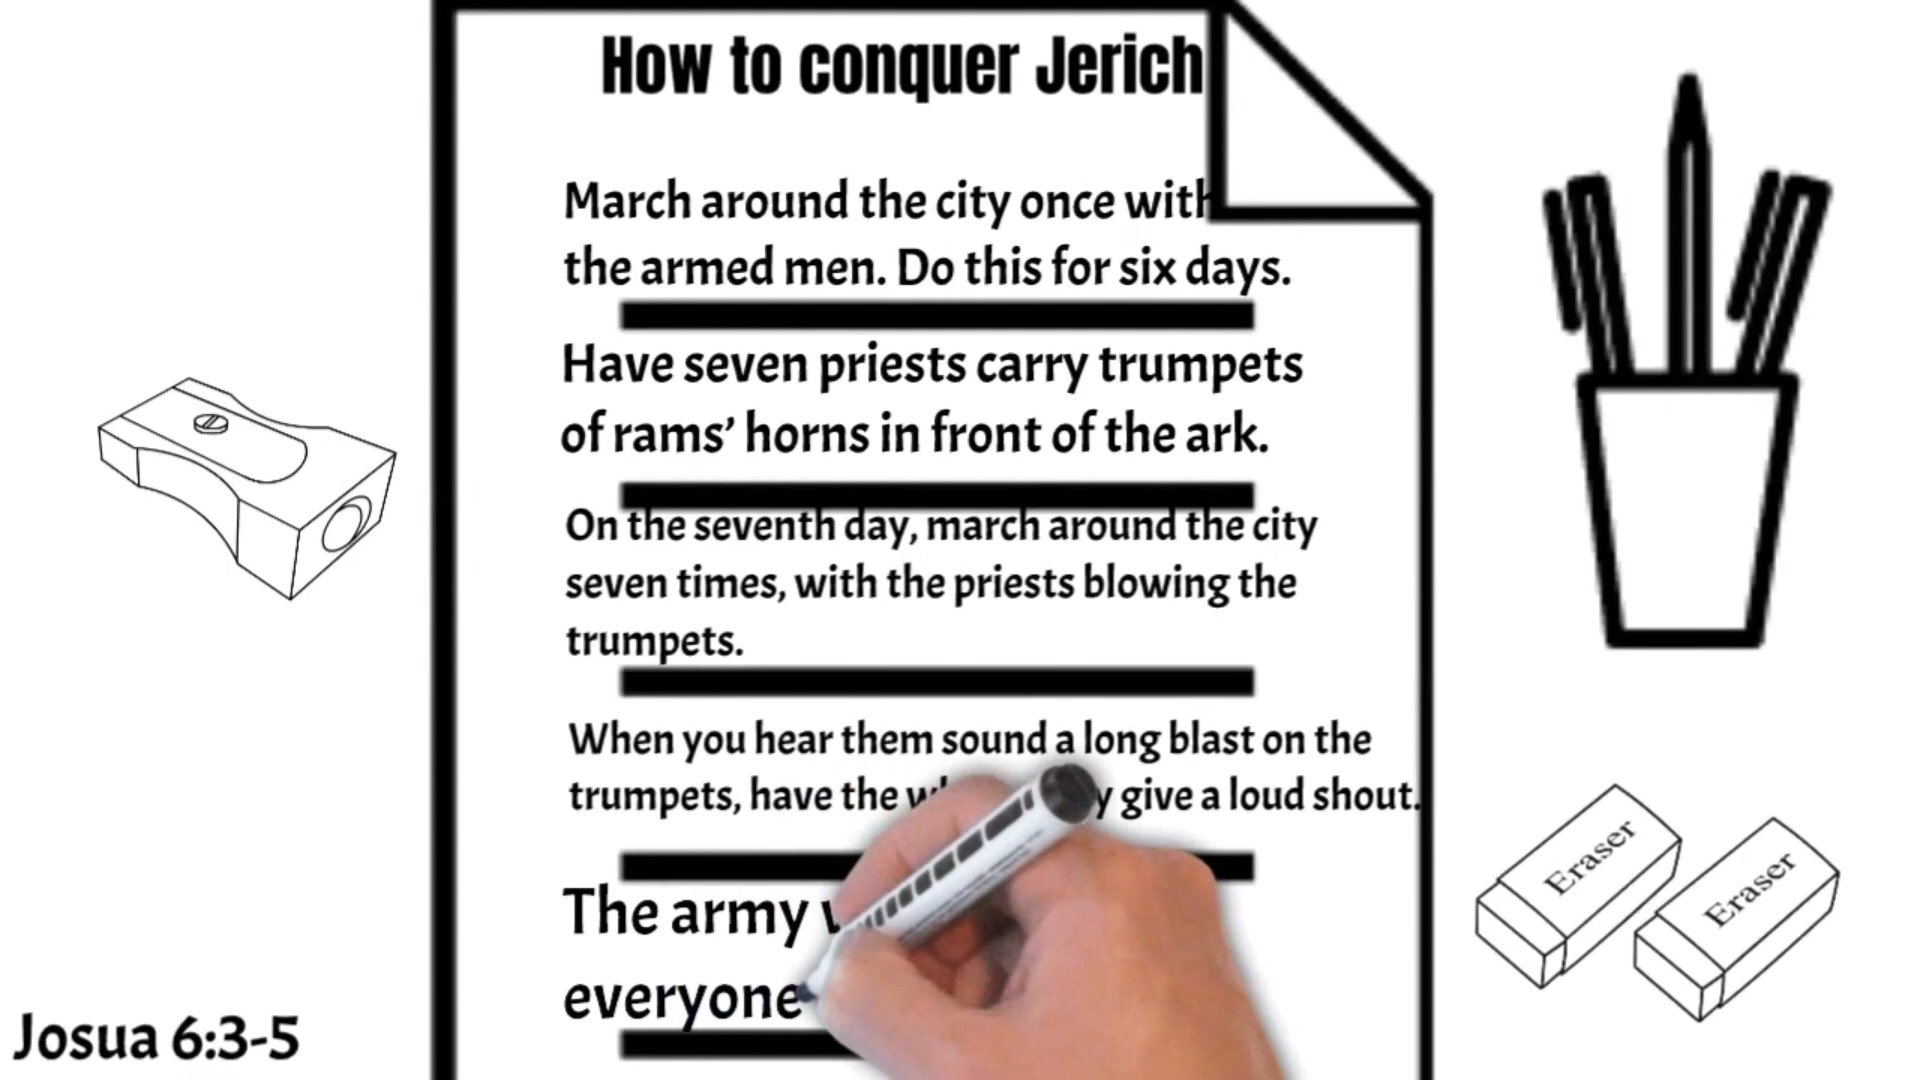 How to conquer Jerich
March around the city once with
the armed men. Do this for six days.
Have seven priests carry trumpets
of rams’ horns in front of the ark.
On the seventh day, march around the city
seven times, with the priests blowing the
trumpets.
When you hear them sound a long blast on the
trumpets, have the give a loud shout.
The army
everyone
Eraser
Eraser
Josua 6:3-5